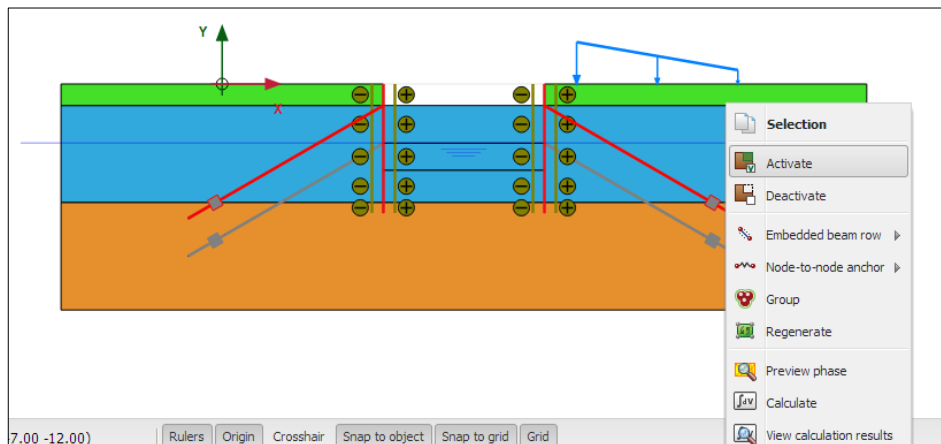 Y
X
Selection
Activate
Deactivate
Embedded beam row
Node-to-node anchor
Group
Regenerate
Preview phase
Calculate
View calculation results
7.00 -12.00)
Rulers
Origin
Crosshair
Snap to object
Snap to grid
Grid